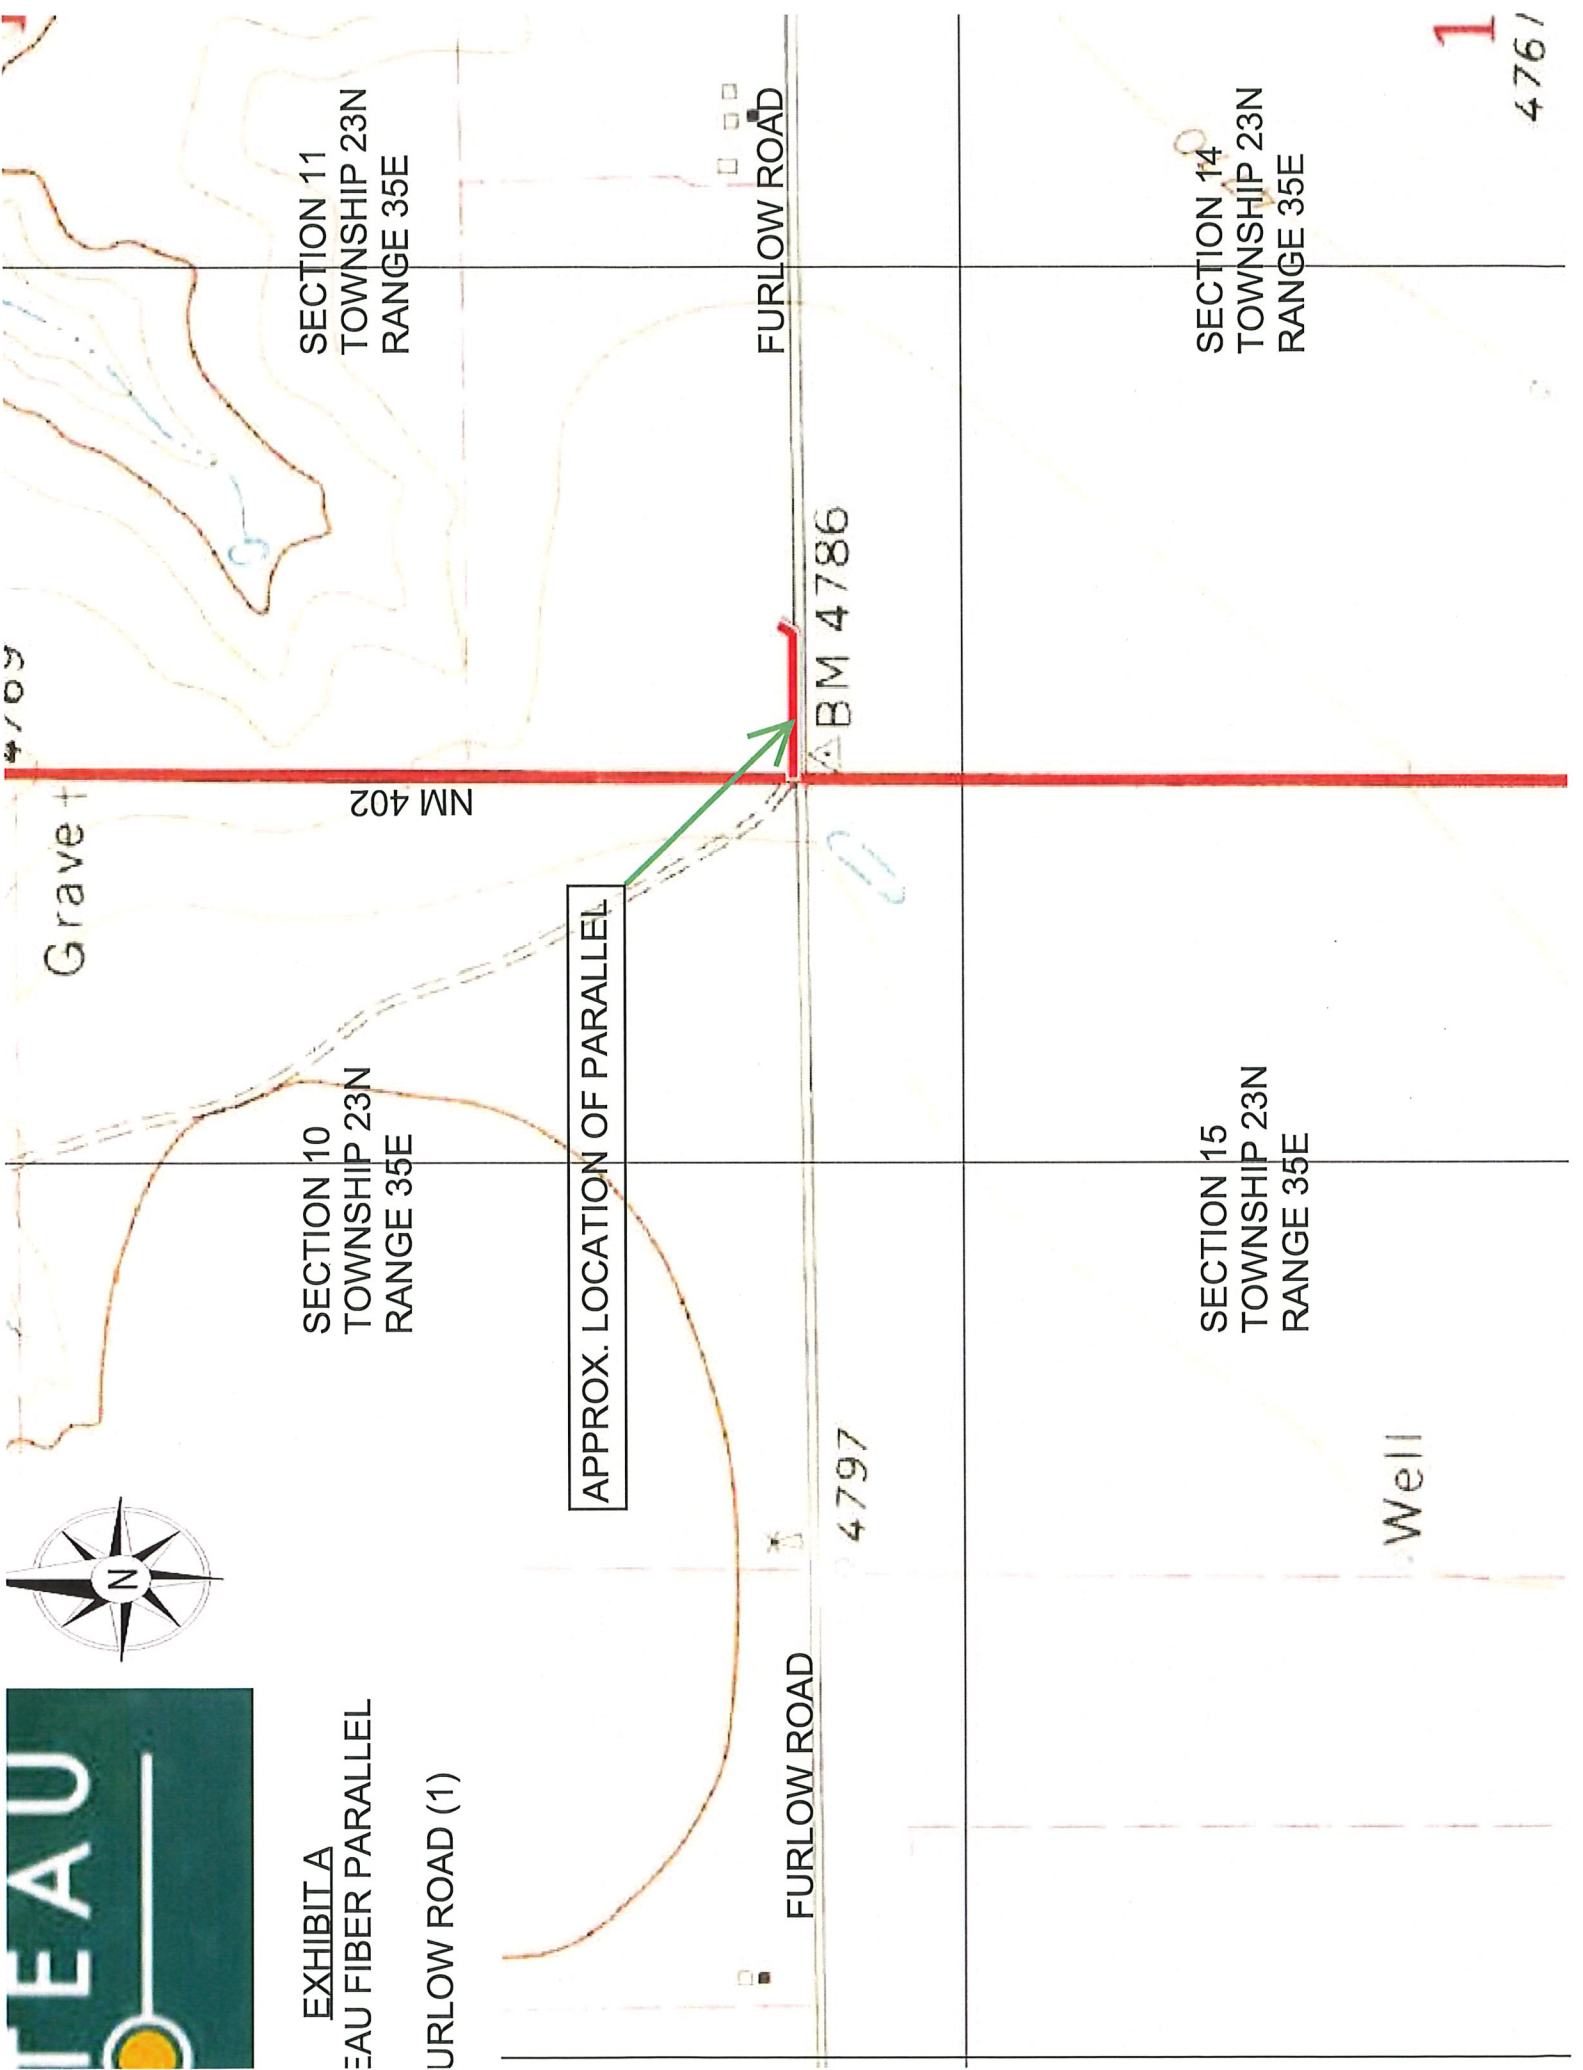 TEAU
N
EXHIBIT A
EAU FIBER PARALLEL
URLOW ROAD (1)
Grave
NM 402
SECTION 10
TOWNSHIP 23N
RANGE 35E
SECTION 11
TOWNSHIP 23N
RANGE 35E
APPROX. LOCATION OF PARALLEL
FURLOW ROAD
4797
BM 4786
FURLOW ROAD
SECTION 15
TOWNSHIP 23N
RANGE 35E
SECTION 14
TOWNSHIP 23N
RANGE 35E
Well
1
4761